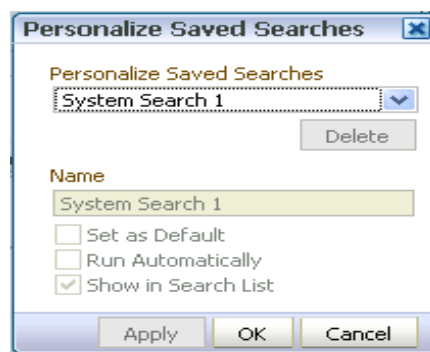 Personalize Saved Searches
Personalize Saved Searches
System Search 1
Delete
Name
System Search 1
Set as Default
Run Automatically
Show in Search List
Apply OK Cancel